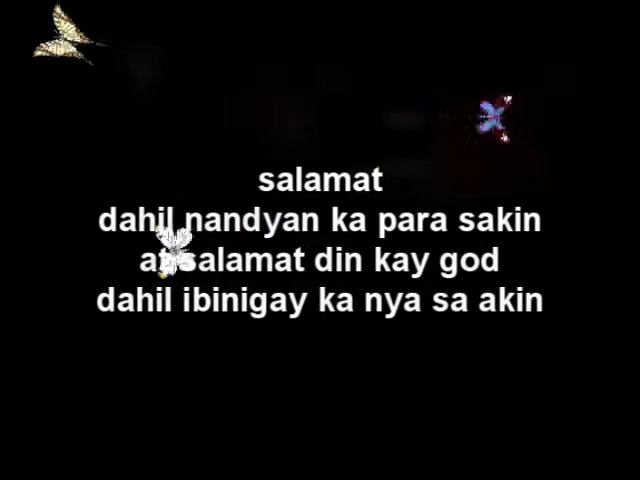 salamat
dahil nandyan ka para sakin
at salamat din kay god
dahil ibinigay ka nya sa akin